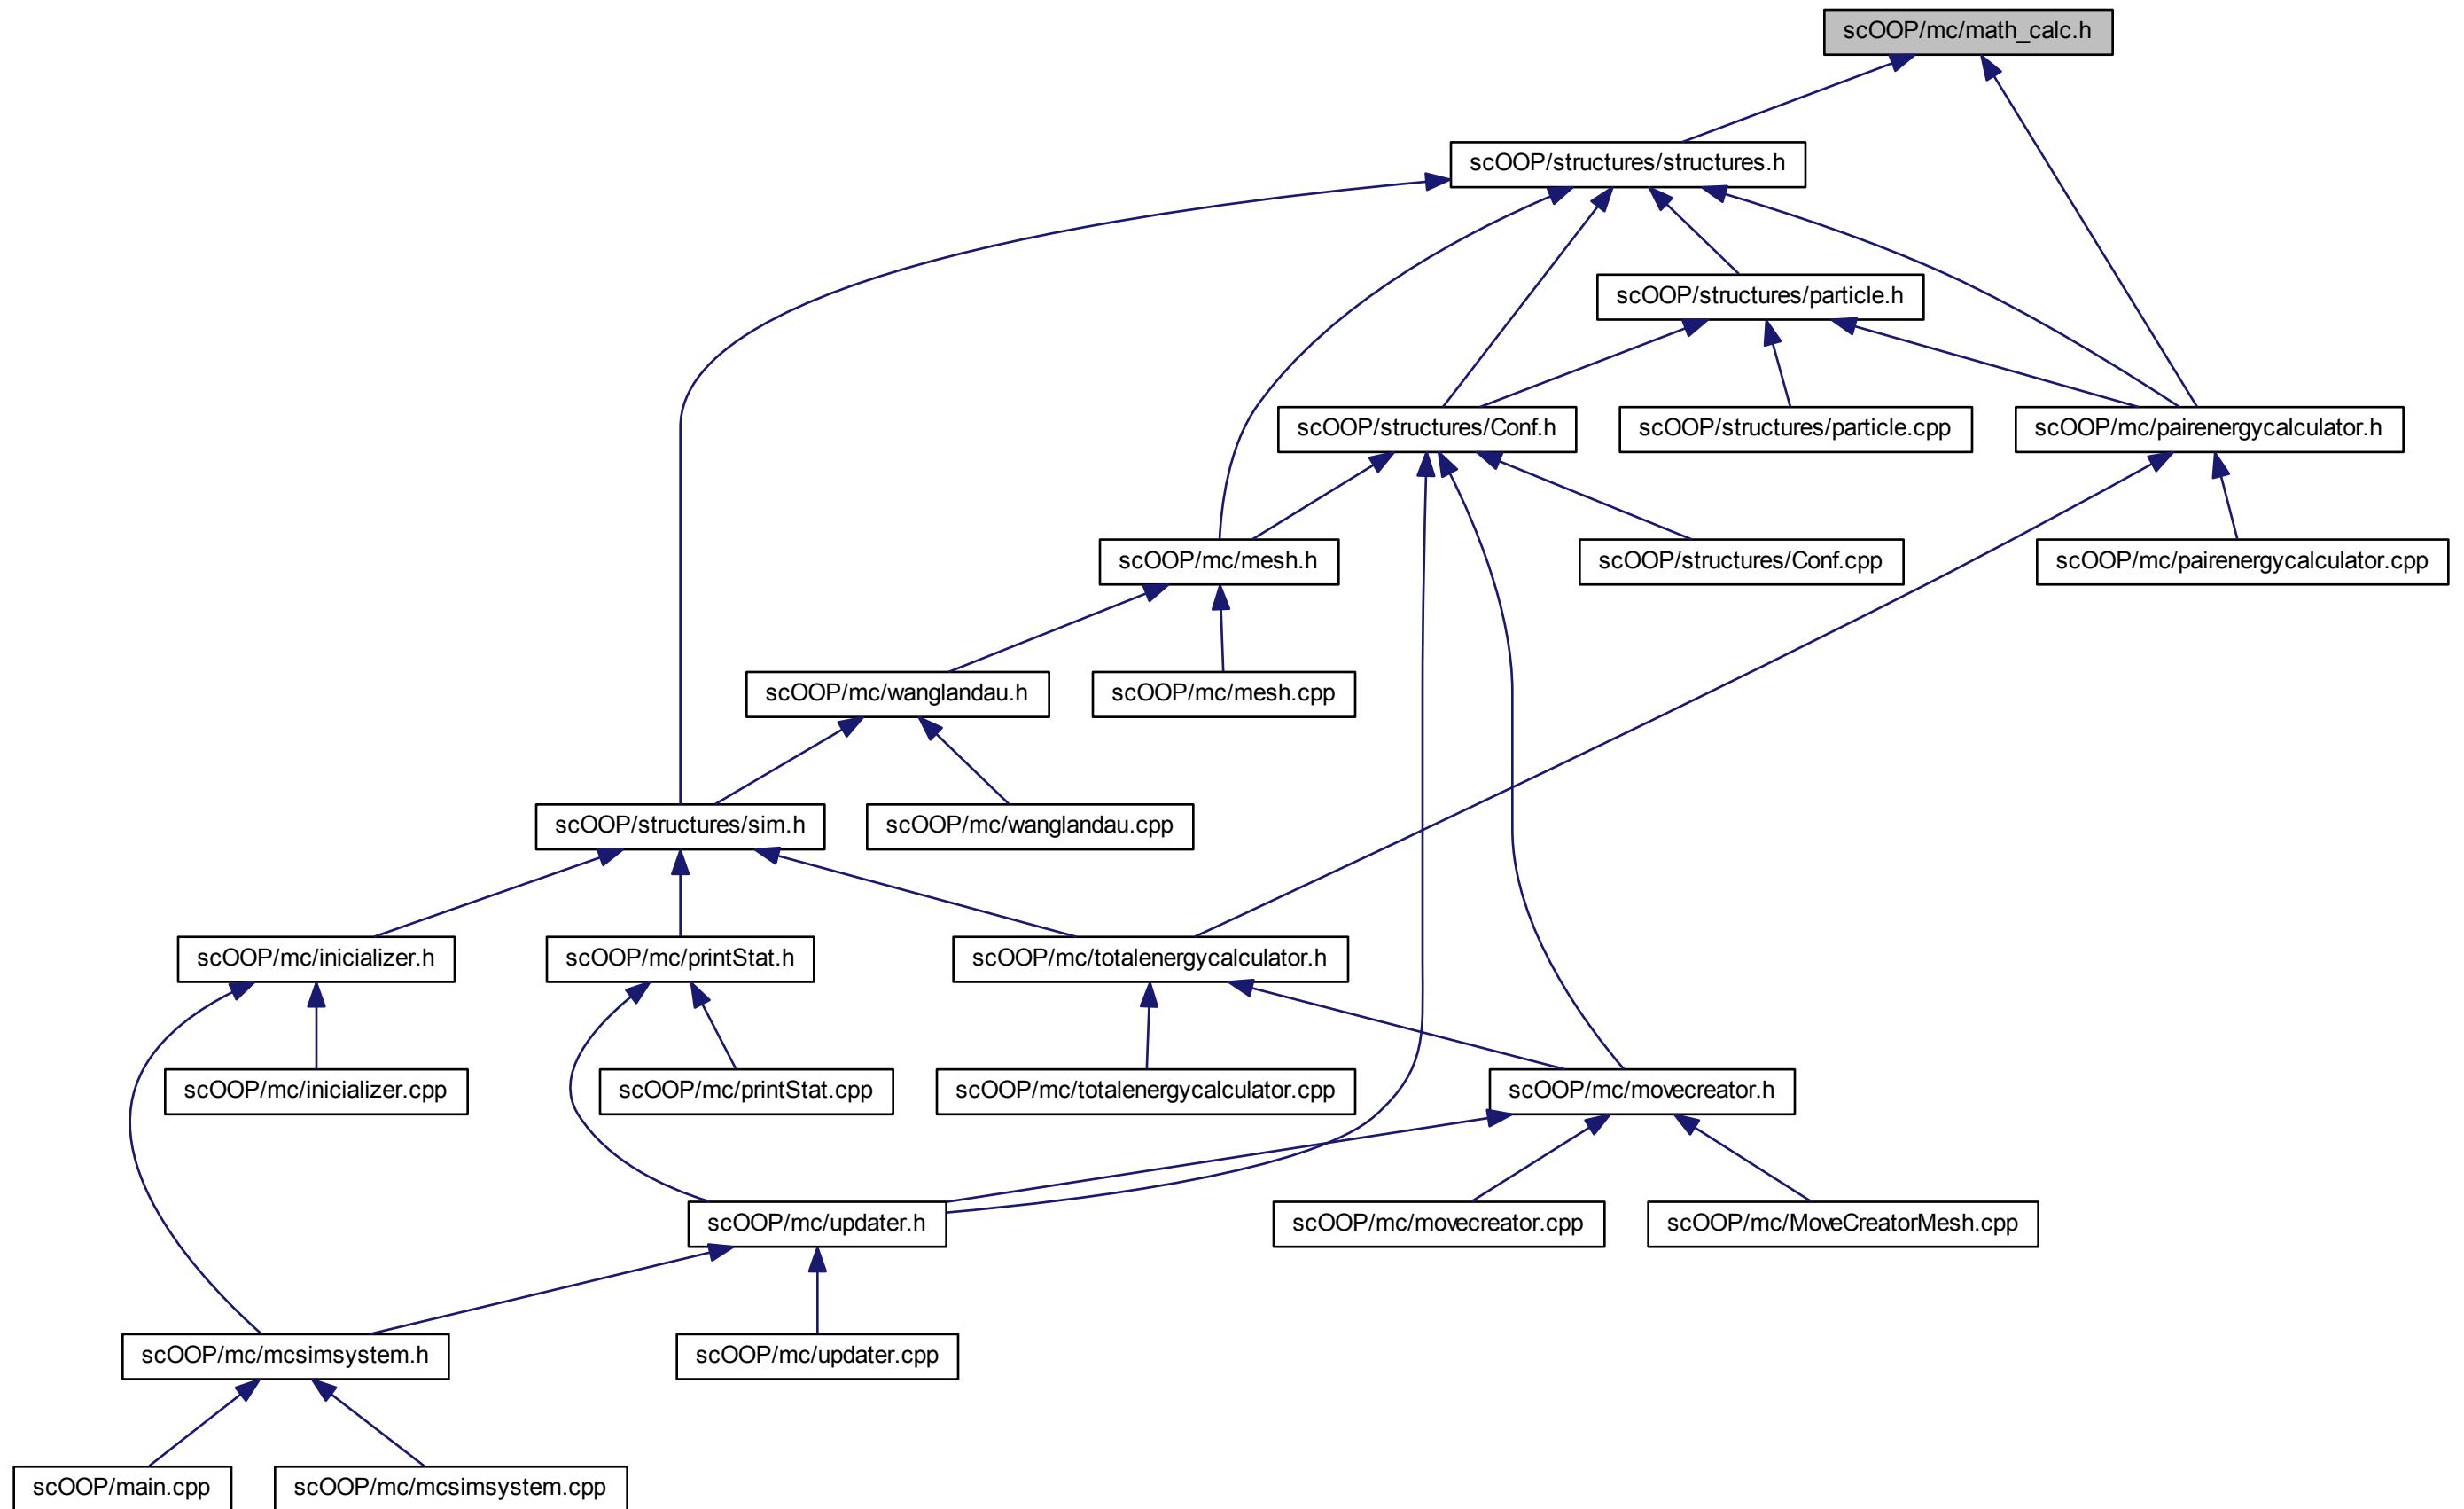 scOOP/mc/math_calc.h
scOOP/structures/structures.h
scOOP/structures/particle.h
scOOP/structures/Conf.h
scOOP/structures/particle.cpp
scOOP/mc/pairenergycalculator.h
scOOP/mc/mesh.h
scOOP/structures/Conf.cpp
scOOP/mc/pairenergycalculator.cpp
scOOP/mc/wanglandau.h
scOOP/mc/mesh.cpp
scOOP/structures/sim.h
scOOP/mc/wanglandau.cpp
scOOP/mc/inicializer.h
scOOP/mc/printStat.h
scOOP/mc/totalenergycalculator.h
scOOP/mc/inicializer.cpp
scOOP/mc/printStat.cpp
scOOP/mc/totalenergycalculator.cpp
scOOP/mc/movecreator.h
scOOP/mc/updater.h
scOOP/mc/movecreator.cpp
scOOP/mc/MoveCreatorMesh.cpp
scOOP/mc/mcsimsystem.h
scOOP/mc/updater.cpp
scOOP/main.cpp
scOOP/mc/mcsimsystem.cpp